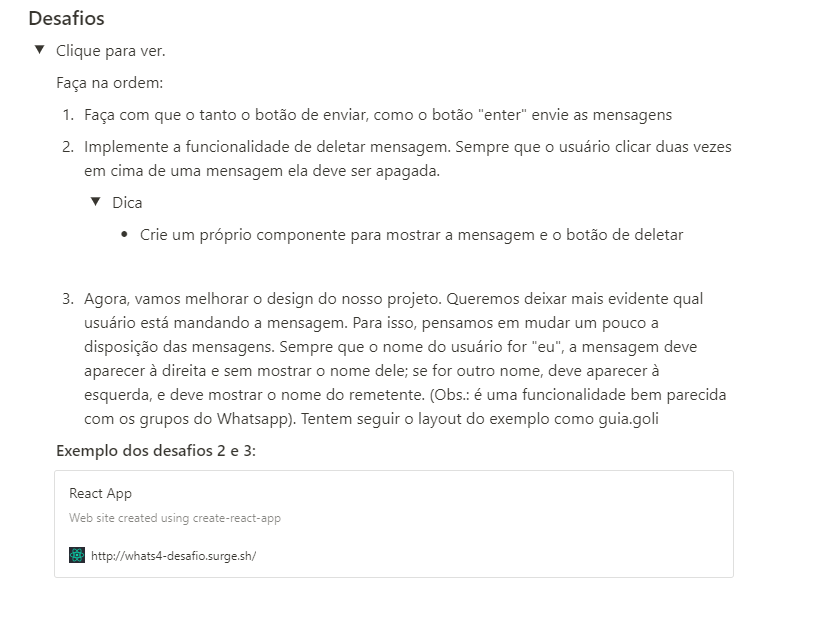 Desafios
Clique para ver.
Faça na ordem:
1. Faça com que o tanto o botão de enviar, como o botão "enter" envie as mensagens
2. Implemente a funcionalidade de deletar mensagem. Sempre que o usuário clicar duas vezes
em cima de uma mensagem ela deve ser apagada.
Dica
Crie um próprio componente para mostrar a mensagem e o botão de deletar
3. Agora, vamos melhorar o design do nosso projeto. Queremos deixar mais evidente qual
usuário está mandando a mensagem. Para isso, pensamos em mudar um pouco a
disposição das mensagens. Sempre que o nome do usuário for "eu", a mensagem deve
aparecer à direita e sem mostrar o nome dele; se for outro nome, deve aparecer à
esquerda, e deve mostrar o nome do remetente. (Obs.: é uma funcionalidade bem parecida
com os grupos do Whatsapp). Tentem seguir o layout do exemplo como guia.goli
Exemplo dos desafios 2 e 3:
React App
Web site created using create-react-app
http://whats4-desafio.surge.sh/